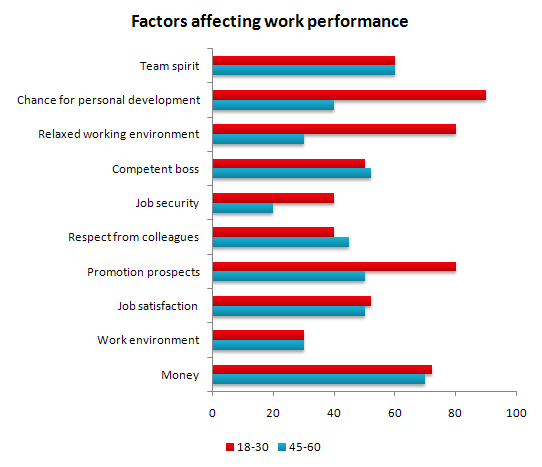 Factors affecting work performance
Team spirit
Chance for personal development
Relaxed working environment
Competent boss
Job security
Respect from colleagues
Promotion prospects
Job satisfaction
Work environment
Money
0 20 40 60 80 100
18-30 45-60